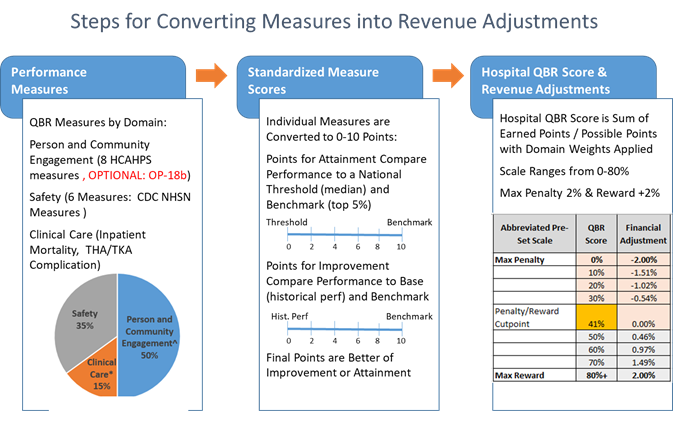 Steps for Converting Measures into Revenue Adjustments
Performance
Measures
QBR Measures by Domain:
Person and Community
Engagement (8 HCAHPS
measures , OPTIONAL: OP-18b)
Safety (6 Measures: CDC NHSN
Measures )
Clinical Care (Inpatient
Mortality, THA/TKA
Complication)
Safety
35%
Person and
Community
Engagement^
50%
Clinical
Care*
15%
Standardized Measure
Scores
Individual Measures are
Converted to 0-10 Points:
Points for Attainment Compare
Performance to a National
Threshold (median) and
Benchmark (top 5%)
Threshold Benchmark
0 2 4 6 8 10
Points for Improvement
Compare Performance to Base
(historical perf) and Benchmark
Hist. Perf Benchmark
0 2 4 6 8 10
Final Points are Better of
Improvement or Attainment
Hospital QBR Score &
Revenue Adjustments
Hospital QBR Score is Sum of
Earned Points / Possible Points
with Domain Weights Applied
Scale Ranges from 0-80%
Max Penalty 2% & Reward +2%
Abbreviated Pre-
Set Scale
QBR
Score
Financial
Adjustment
Max Penalty 0% -2.00%
10% -1.51%
20% -1.02%
30% -0.54%
Penalty/Reward
Cutpoint 41% 0.00%
50% 0.46%
60% 0.97%
70% 1.49%
Max Reward 80%+ 2.00%